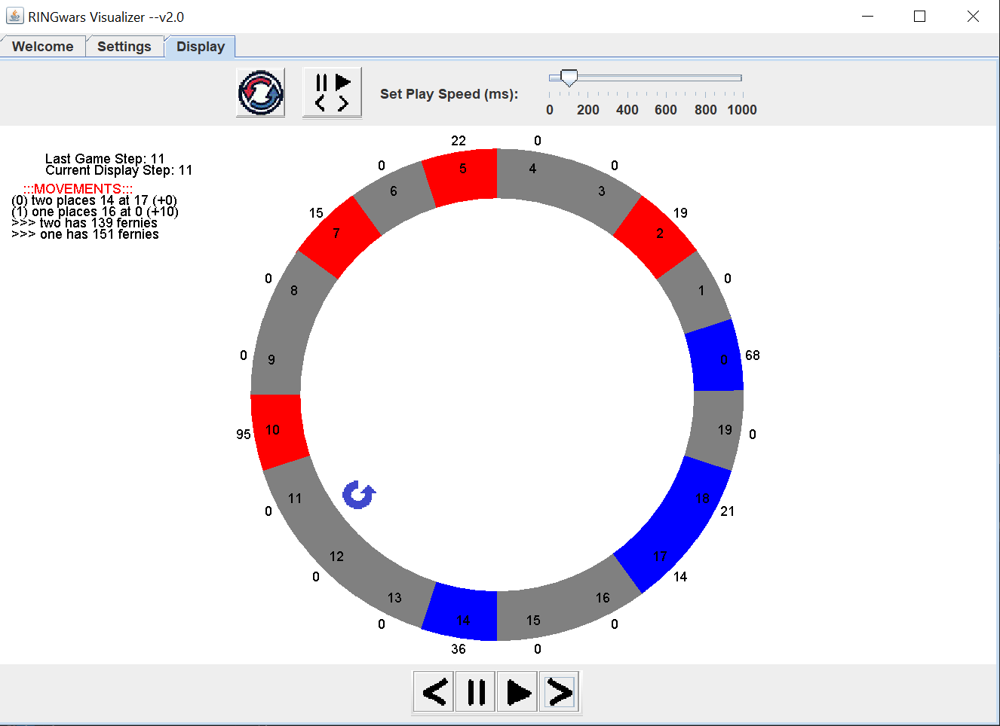 RINGwars Visualizer --v2.0
Welcome Settings Display
Set Play Speed (ms):
0 200 400 600 800 1000
Last Game Step: 11
Current Display Step: 11
:::MOVEMENTS:::
(0) two places 14 at 17 (+0)
(1) one places 16 at 0 (+10)
>>> two has 139 fernies
>>> one has 151 fernies
22 0
0 5 4 0
6 3
15 19
7 2
0 0
8 1
0 9 0 68
95 10 19 0
11 18
0 21
12 17
0 14
13 16
14 15
0 0
36 0